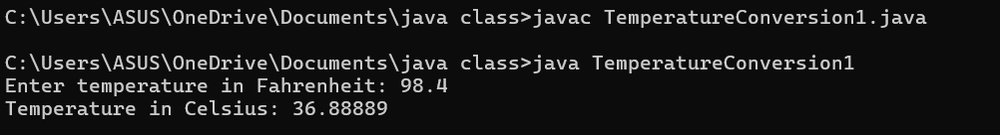 C:\Users\ASUS\OneDrive\Documents\java class>javac TemperatureConversion1.java
C:\Users\ASUS\OneDrive\Documents\java class>java TemperatureConversion1
Enter temperature in Fahrenheit: 98.4
Temperature in Celsius: 36.88889